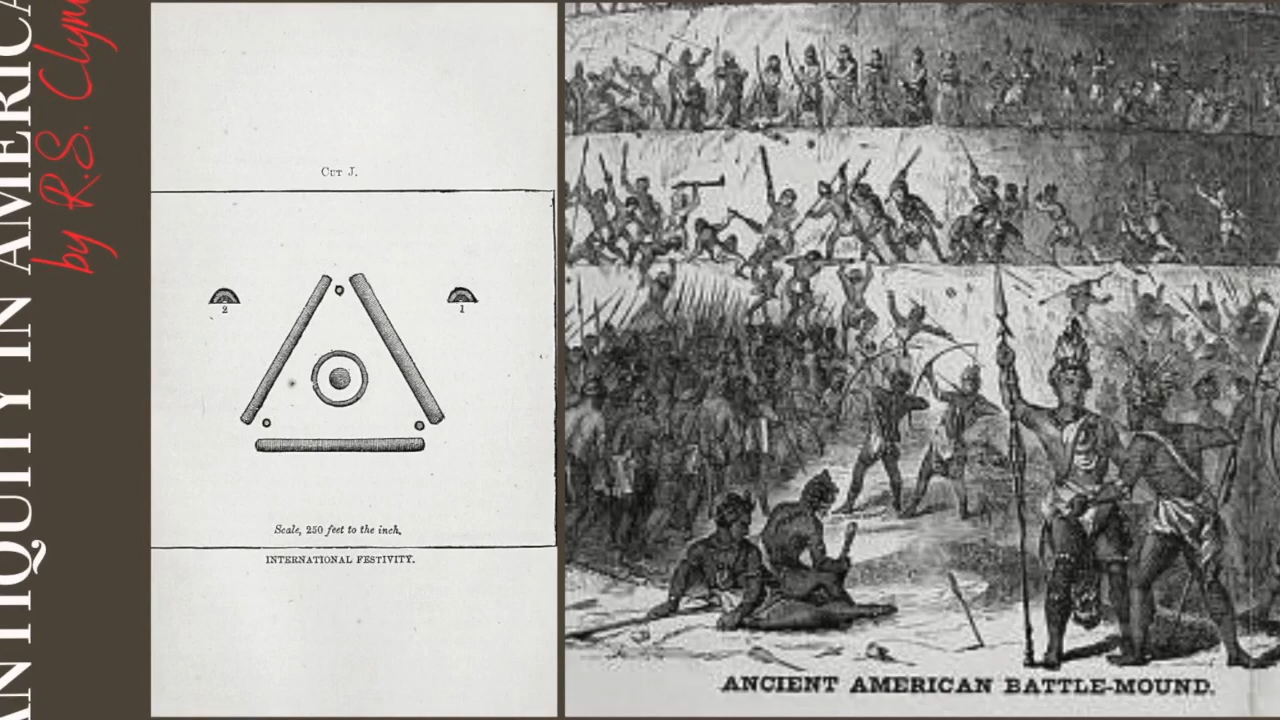 ANTIQUITY IN AMERICA
by R.S.
CUT J.
2
1
Scale, 250 feet to the inch.
INTERNATIONAL FESTIVITY.
ANCIENT AMERICAN BATTLE-MOUND.